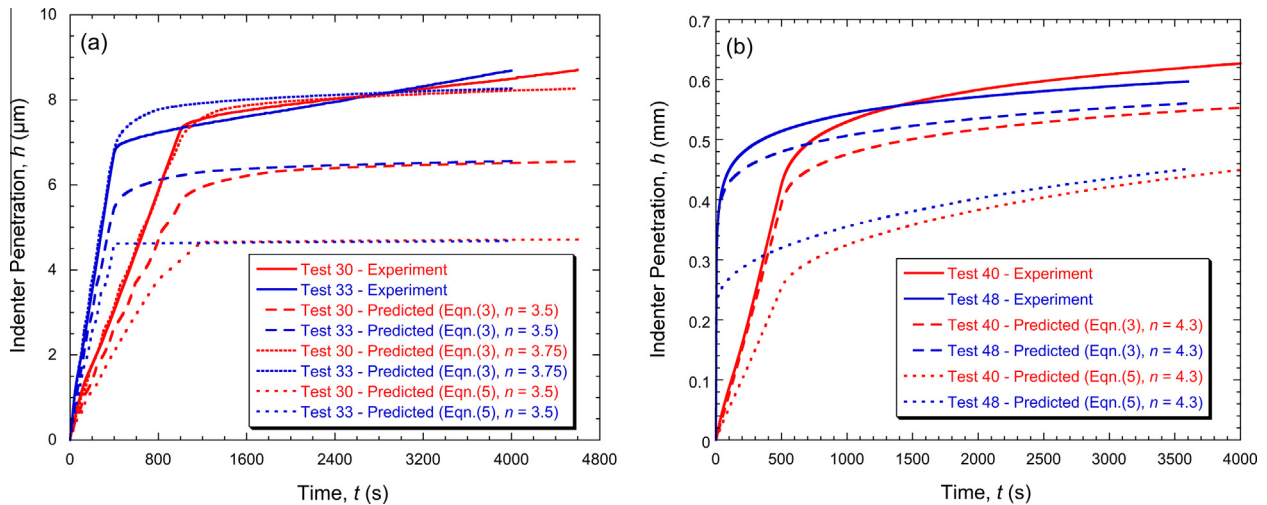 (a)
Indenter Penetration, h (μm)
10
8
6
4
2
0
0 800 1600 2400 3200 4000 4800
Time, t (s)
Test 30 - Experiment
Test 33 - Experiment
Test 30 - Predicted (Eqn.(3), n = 3.5)
Test 33 - Predicted (Eqn.(3), n = 3.5)
Test 30 - Predicted (Eqn.(3), n = 3.75)
Test 33 - Predicted (Eqn.(3), n = 3.75)
Test 30 - Predicted (Eqn.(5), n = 3.5)
Test 33 - Predicted (Eqn.(5), n = 3.5)
(b)
Indenter Penetration, h (mm)
0.7
0.6
0.5
0.4
0.3
0.2
0.1
0
0 500 1000 1500 2000 2500 3000 3500 4000
Time, t (s)
Test 40 - Experiment
Test 48 - Experiment
Test 40 - Predicted (Eqn.(3), n = 4.3)
Test 48 - Predicted (Eqn.(3), n = 4.3)
Test 40 - Predicted (Eqn.(5), n = 4.3)
Test 48 - Predicted (Eqn.(5), n = 4.3)